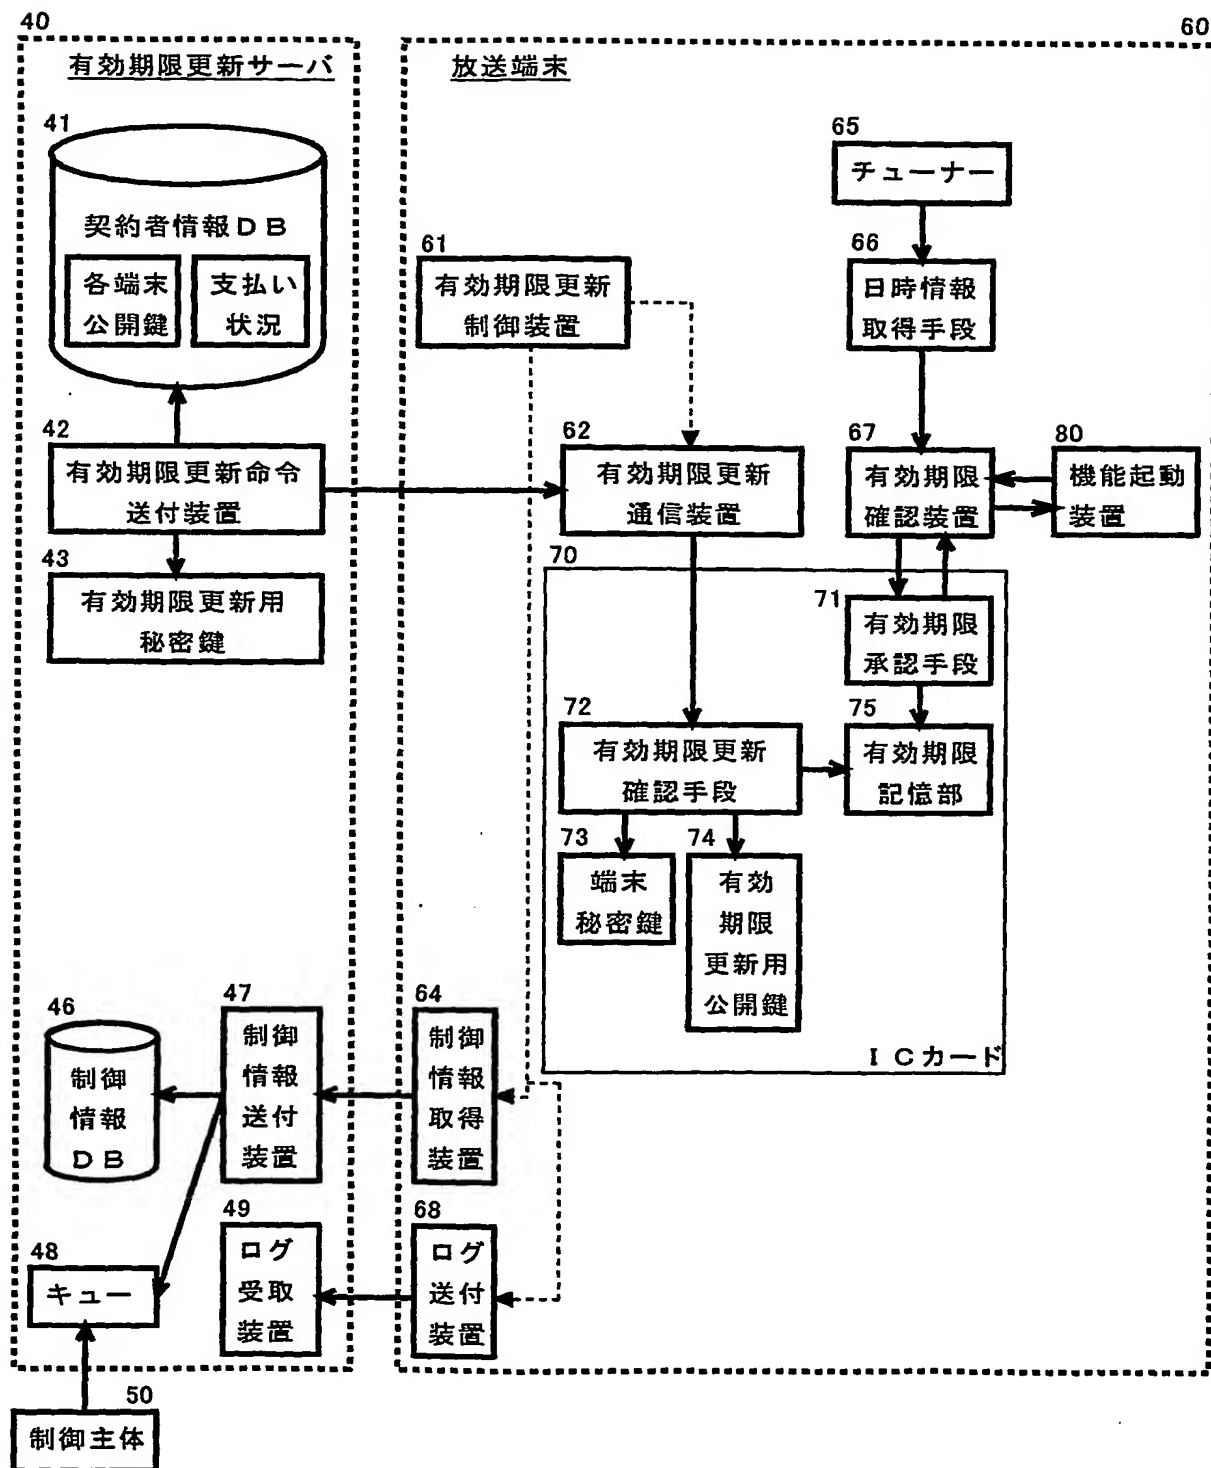 40
有効期限更新サーバ
41
契約者情報DB
各端末
公開鍵
支払い
状況
42
有効期限更新命令
送付装置
43
有効期限更新用
秘密鍵
46
制御
情報
DB
47
制御
情報
送付
装置
48
キュー
49
ログ
受取
装置
50
制御主体
60
放送端末
61
有効期限更新
制御装置
62
有効期限更新
通信装置
65
チューナー
66
日時情報
取得手段
67
有効期限
確認装置
80
機能起動
装置
70
71
有効期限
承認手段
72
有効期限更新
確認手段
75
有効期限
記憶部
73
端末
秘密鍵
74
有効
期限
更新用
公開鍵
ICカード
64
制御
情報
取得
装置
68
ログ
送付
装置